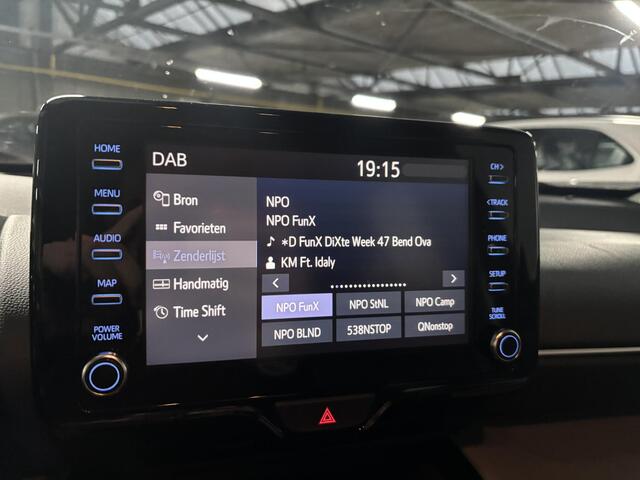 HOME
MENU
AUDIO
MAP
POWER
VOLUME
DAB
19:15
Bron
Favorieten
Zenderlijst
Handmatig
Time Shift
NPO
NPO FunX
*D FunX DiXte Week 47 Bend Ova
KM Ft. Idaly
NPO FunX
NPO StNL
NPO Camp
NPO BLND
538NSTOP
QNonstop
CH>
<TRACK
PHONE
SETUP
TUNE
SCROLL